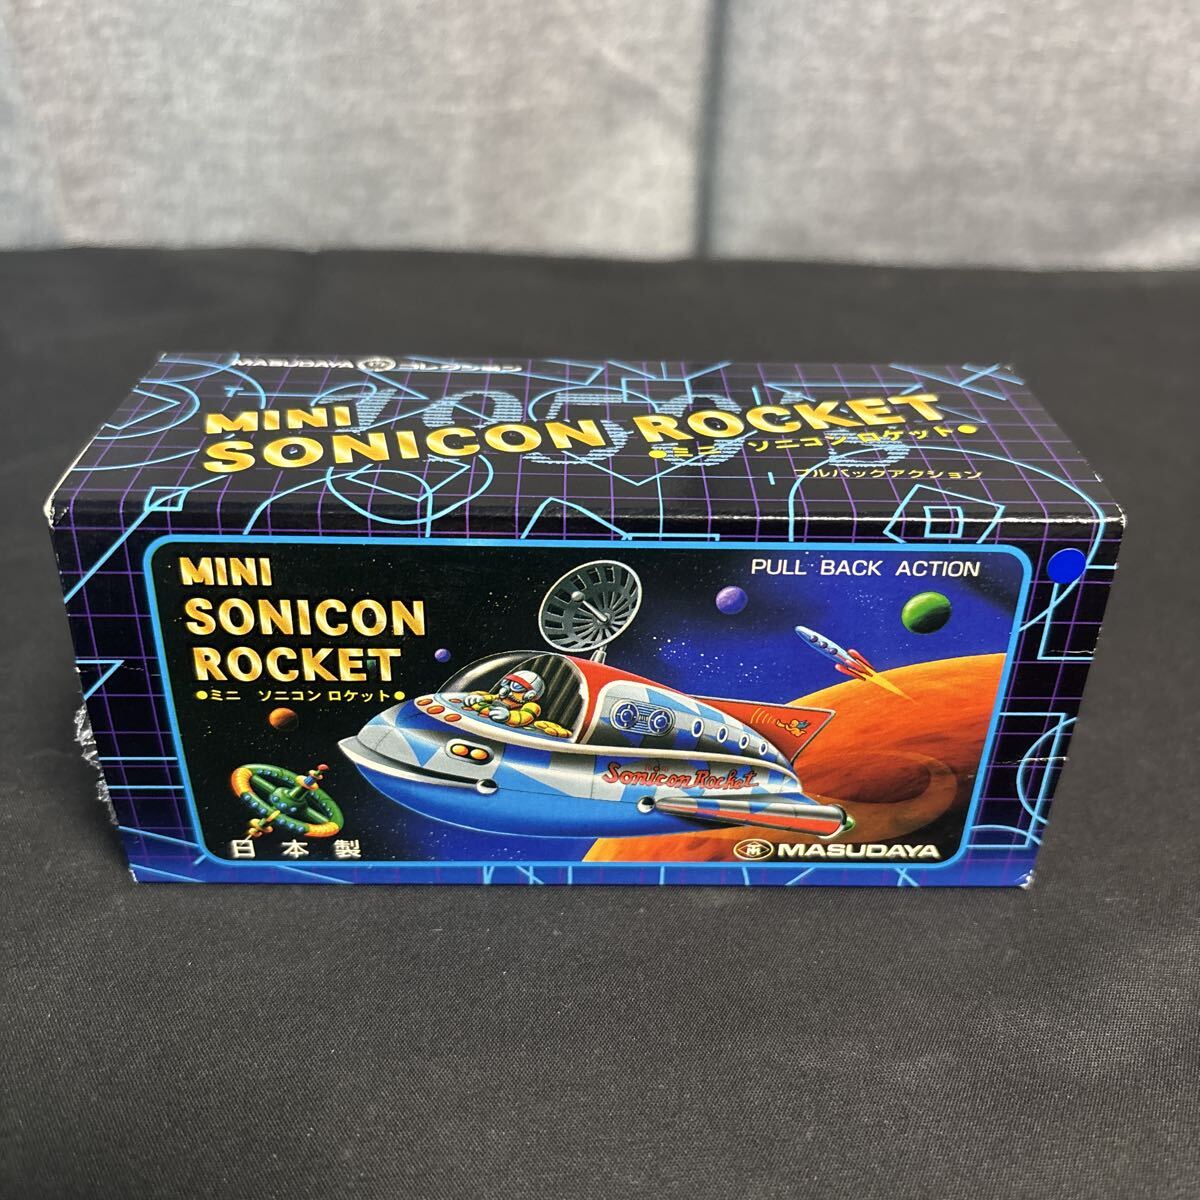 MASUDAYA コレクション
1950's
MINI
SONICON ROCKET
●ミニ ソニコン ロケット●
プルバックアクション
MINI
SONICON
ROCKET
●ミニ ソニコン ロケット●
PULL BACK ACTION
Sonicon Rocket
日本製
MASUDAYA